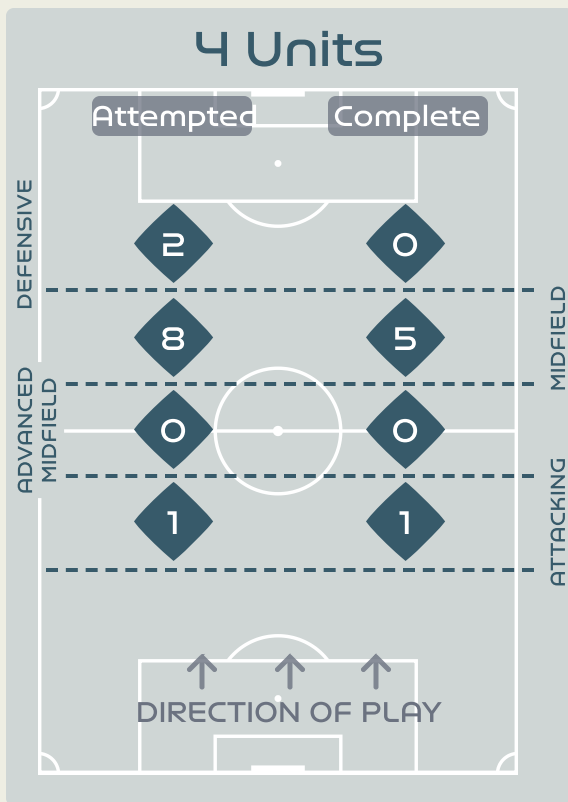 4 Units
Attempted
Complete
DEFENSIVE
2
0
MIDFIELD
8
5
ADVANCED
MIDFIELD
0
0
ATTACKING
1
1
DIRECTION OF PLAY